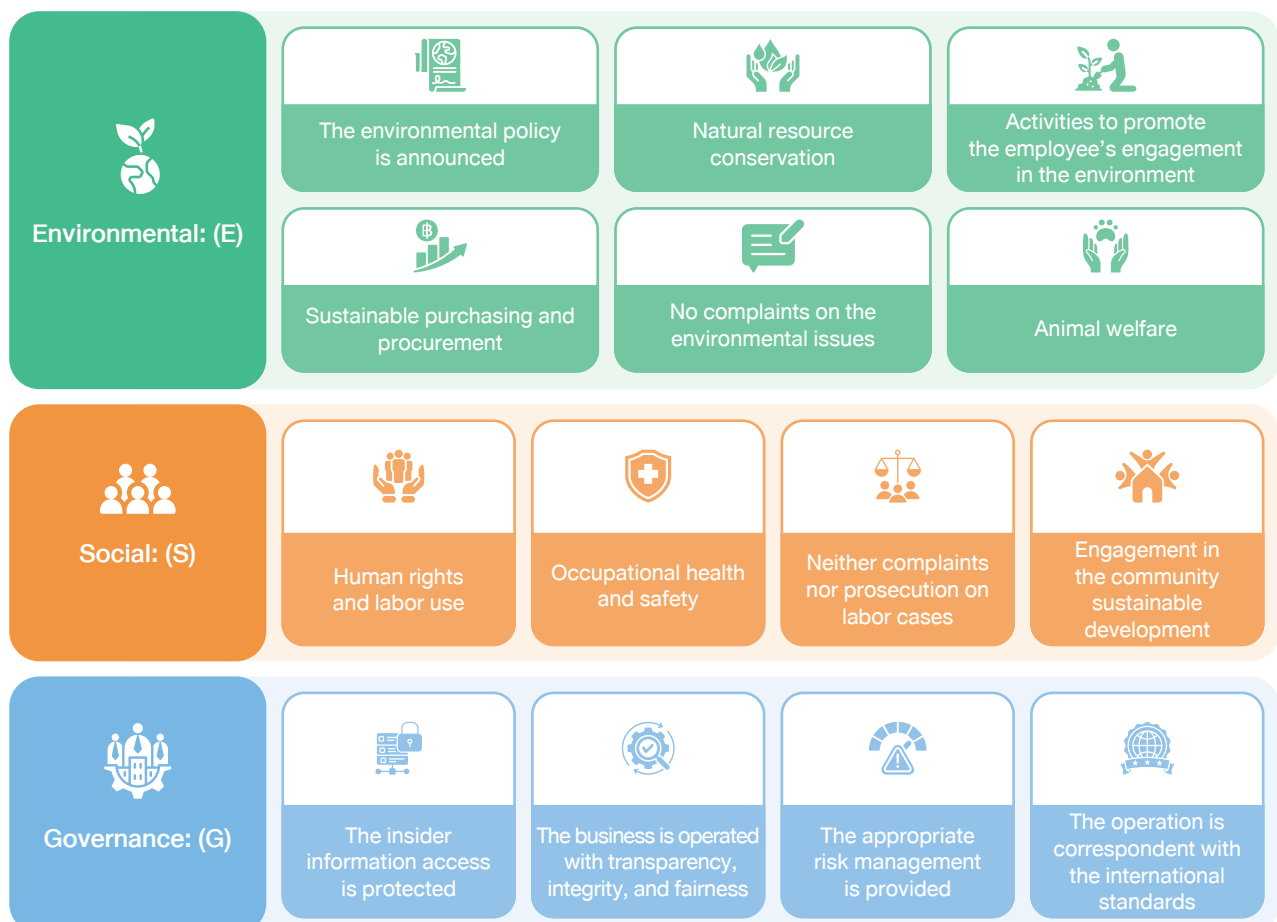 Environmental: (E)
The environmental policy
is announced
Natural resource
conservation
Activities to promote
the employee’s engagement
in the environment
฿
Sustainable purchasing and
procurement
No complaints on the
environmental issues
Animal welfare
Social: (S)
Human rights
and labor use
Occupational health
and safety
Neither complaints
nor prosecution on
labor cases
Engagement in
the community
sustainable
development
Governance: (G)
The insider
information access
is protected
The business is operated
with transparency,
integrity, and fairness
The appropriate
risk management
is provided
The operation is
correspondent with
the international
standards